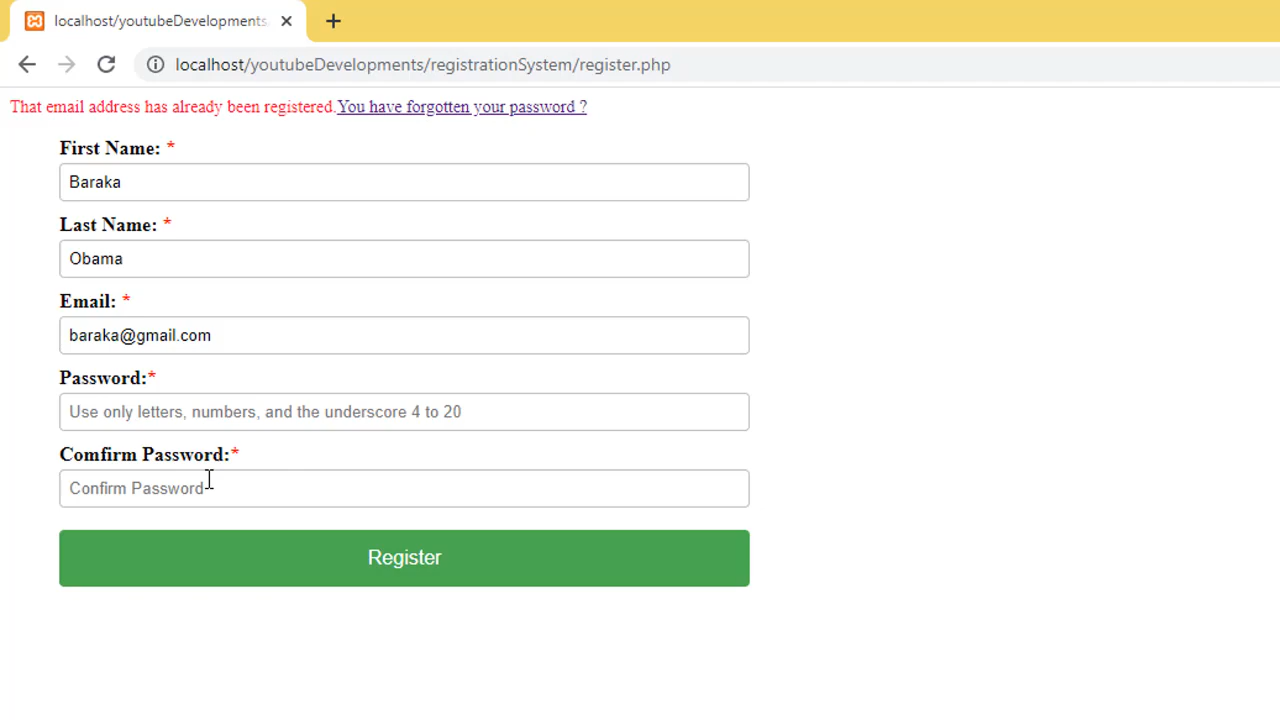 localhost/youtubeDevelopments
localhost/youtubeDevelopments/registrationSystem/register.php
That email address has already been registered.You have forgotten your password ?
First Name: *
Baraka
Last Name: *
Obama
Email: *
baraka@gmail.com
Password:*
Use only letters, numbers, and the underscore 4 to 20
Comfirm Password:*
Confirm Password
Register